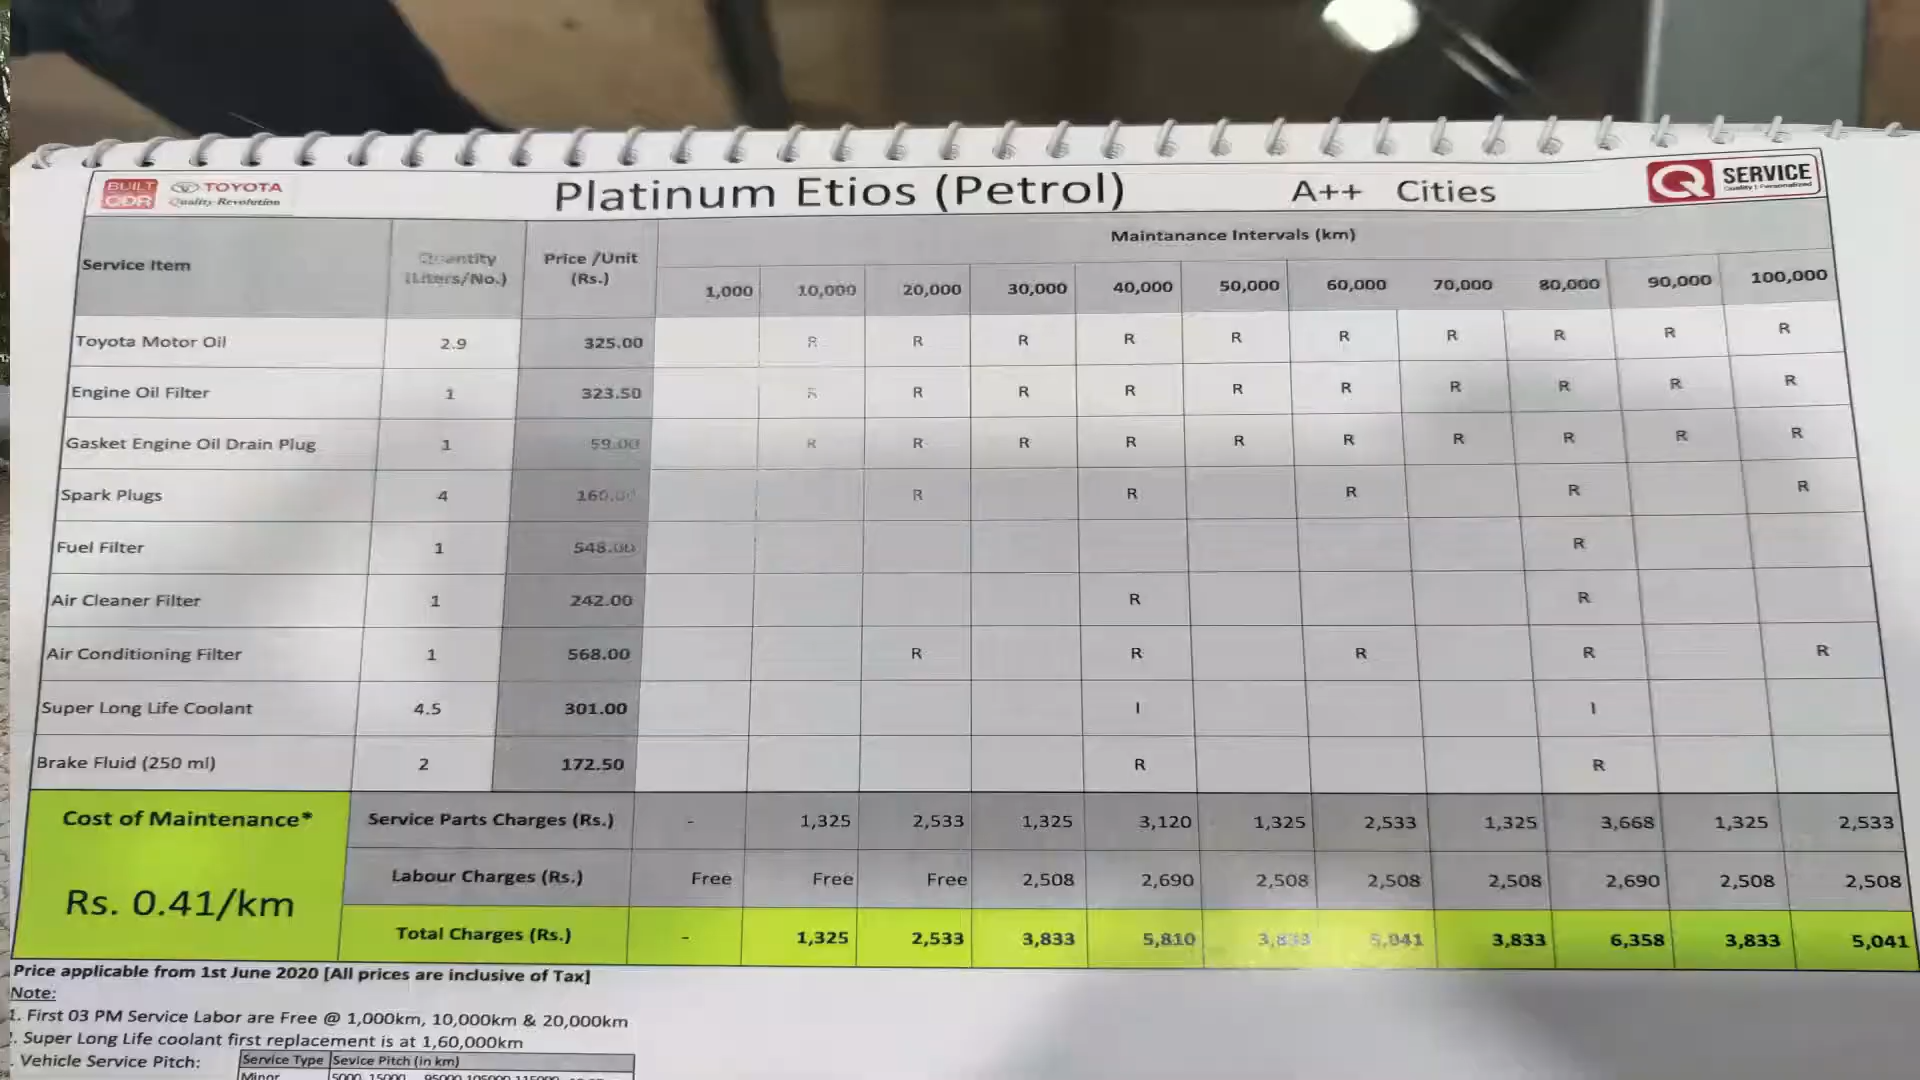 BUILT GDR TOYOTA Quality Revolution Platinum Etios (Petrol) A++ Cities Q SERVICE Quality | Personalized
Service Item Quantity (Liters/No.) Price /Unit (Rs.) Maintanance Intervals (km)
1,000 10,000 20,000 30,000 40,000 50,000 60,000 70,000 80,000 90,000 100,000
Toyota Motor Oil 2.9 325.00 R R R R R R R R R R
Engine Oil Filter 1 323.50 R R R R R R R R R R
Gasket Engine Oil Drain Plug 1 59.00 R R R R R R R R R R
Spark Plugs 4 160.00 R R R R R
Fuel Filter 1 548.00 R
Air Cleaner Filter 1 242.00 R R
Air Conditioning Filter 1 568.00 R R R R R
Super Long Life Coolant 4.5 301.00 I I
Brake Fluid (250 ml) 2 172.50 R R
Cost of Maintenance*
Rs. 0.41/km
Service Parts Charges (Rs.) - 1,325 2,533 1,325 3,120 1,325 2,533 1,325 3,668 1,325 2,533
Labour Charges (Rs.) Free Free Free 2,508 2,690 2,508 2,508 2,508 2,690 2,508 2,508
Total Charges (Rs.) - 1,325 2,533 3,833 5,810 3,833 5,041 3,833 6,358 3,833 5,041
Price applicable from 1st June 2020 [All prices are inclusive of Tax]
Note:
1. First 03 PM Service Labor are Free @ 1,000km, 10,000km & 20,000km
. Super Long Life coolant first replacement is at 1,60,000km
. Vehicle Service Pitch: Service Type Sevice Pitch (in km)
Minor